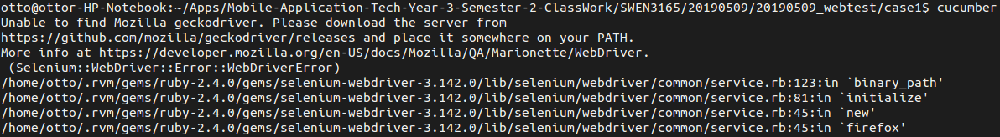 otto@ottor-HP-Notebook:~/Apps/Mobile-Application-Tech-Year-3-Semester-2-ClassWork/SWEN3165/20190509/20190509_webtest/case1$ cucumber
Unable to find Mozilla geckodriver. Please download the server from
https://github.com/mozilla/geckodriver/releases and place it somewhere on your PATH.
More info at https://developer.mozilla.org/en-US/docs/Mozilla/QA/Marionette/WebDriver.
 (Selenium::WebDriver::Error::WebDriverError)
/home/otto/.rvm/gems/ruby-2.4.0/gems/selenium-webdriver-3.142.0/lib/selenium/webdriver/common/service.rb:123:in `binary_path'
/home/otto/.rvm/gems/ruby-2.4.0/gems/selenium-webdriver-3.142.0/lib/selenium/webdriver/common/service.rb:81:in `initialize'
/home/otto/.rvm/gems/ruby-2.4.0/gems/selenium-webdriver-3.142.0/lib/selenium/webdriver/common/service.rb:45:in `new'
/home/otto/.rvm/gems/ruby-2.4.0/gems/selenium-webdriver-3.142.0/lib/selenium/webdriver/common/service.rb:45:in `firefox'